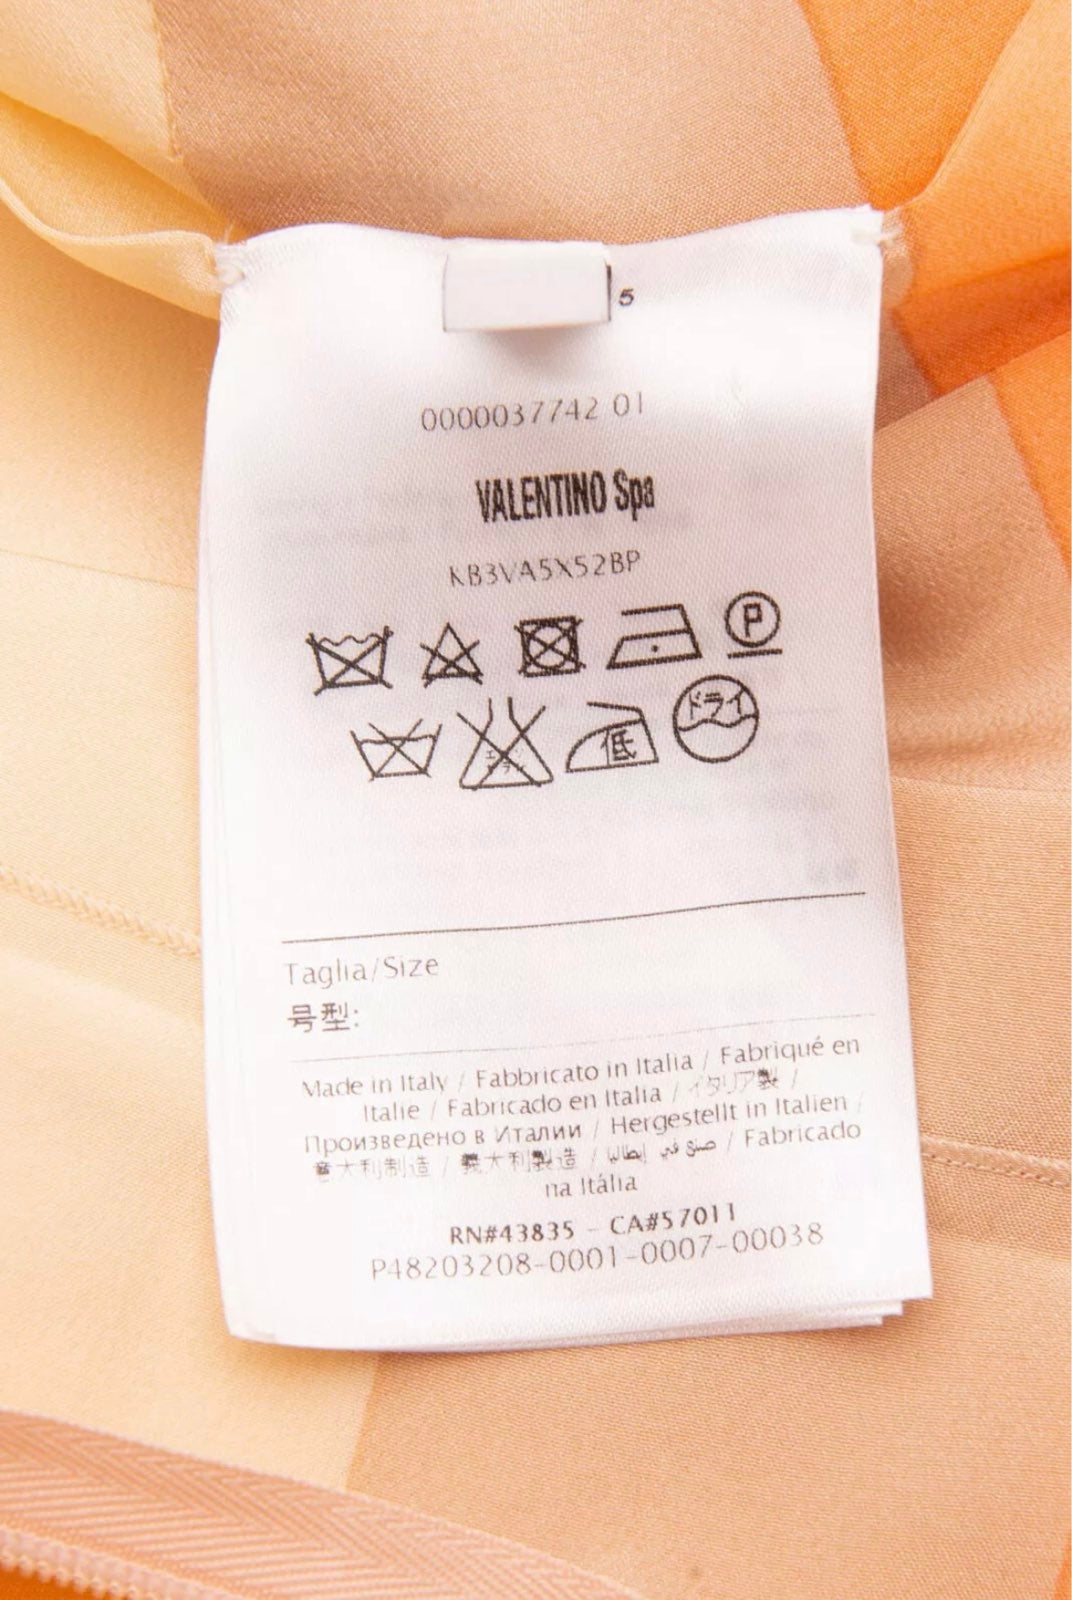 5
0000037742 01
VALENTINO Spa
KB3VA5X52BP
P
エンソ
低
ドライ
Taglia/Size
号型:
Made in Italy / Fabbricato in Italia / Fabriqué en
Italie / Fabricado en Italia / イタリア製 /
Произведено в Италии / Hergestellt in Italien /
意大利制造 / 義大利製造 / صنع في إيطاليا / Fabricado
na Itália
RN#43835 - CA#57011
P48203208-0001-0007-00038